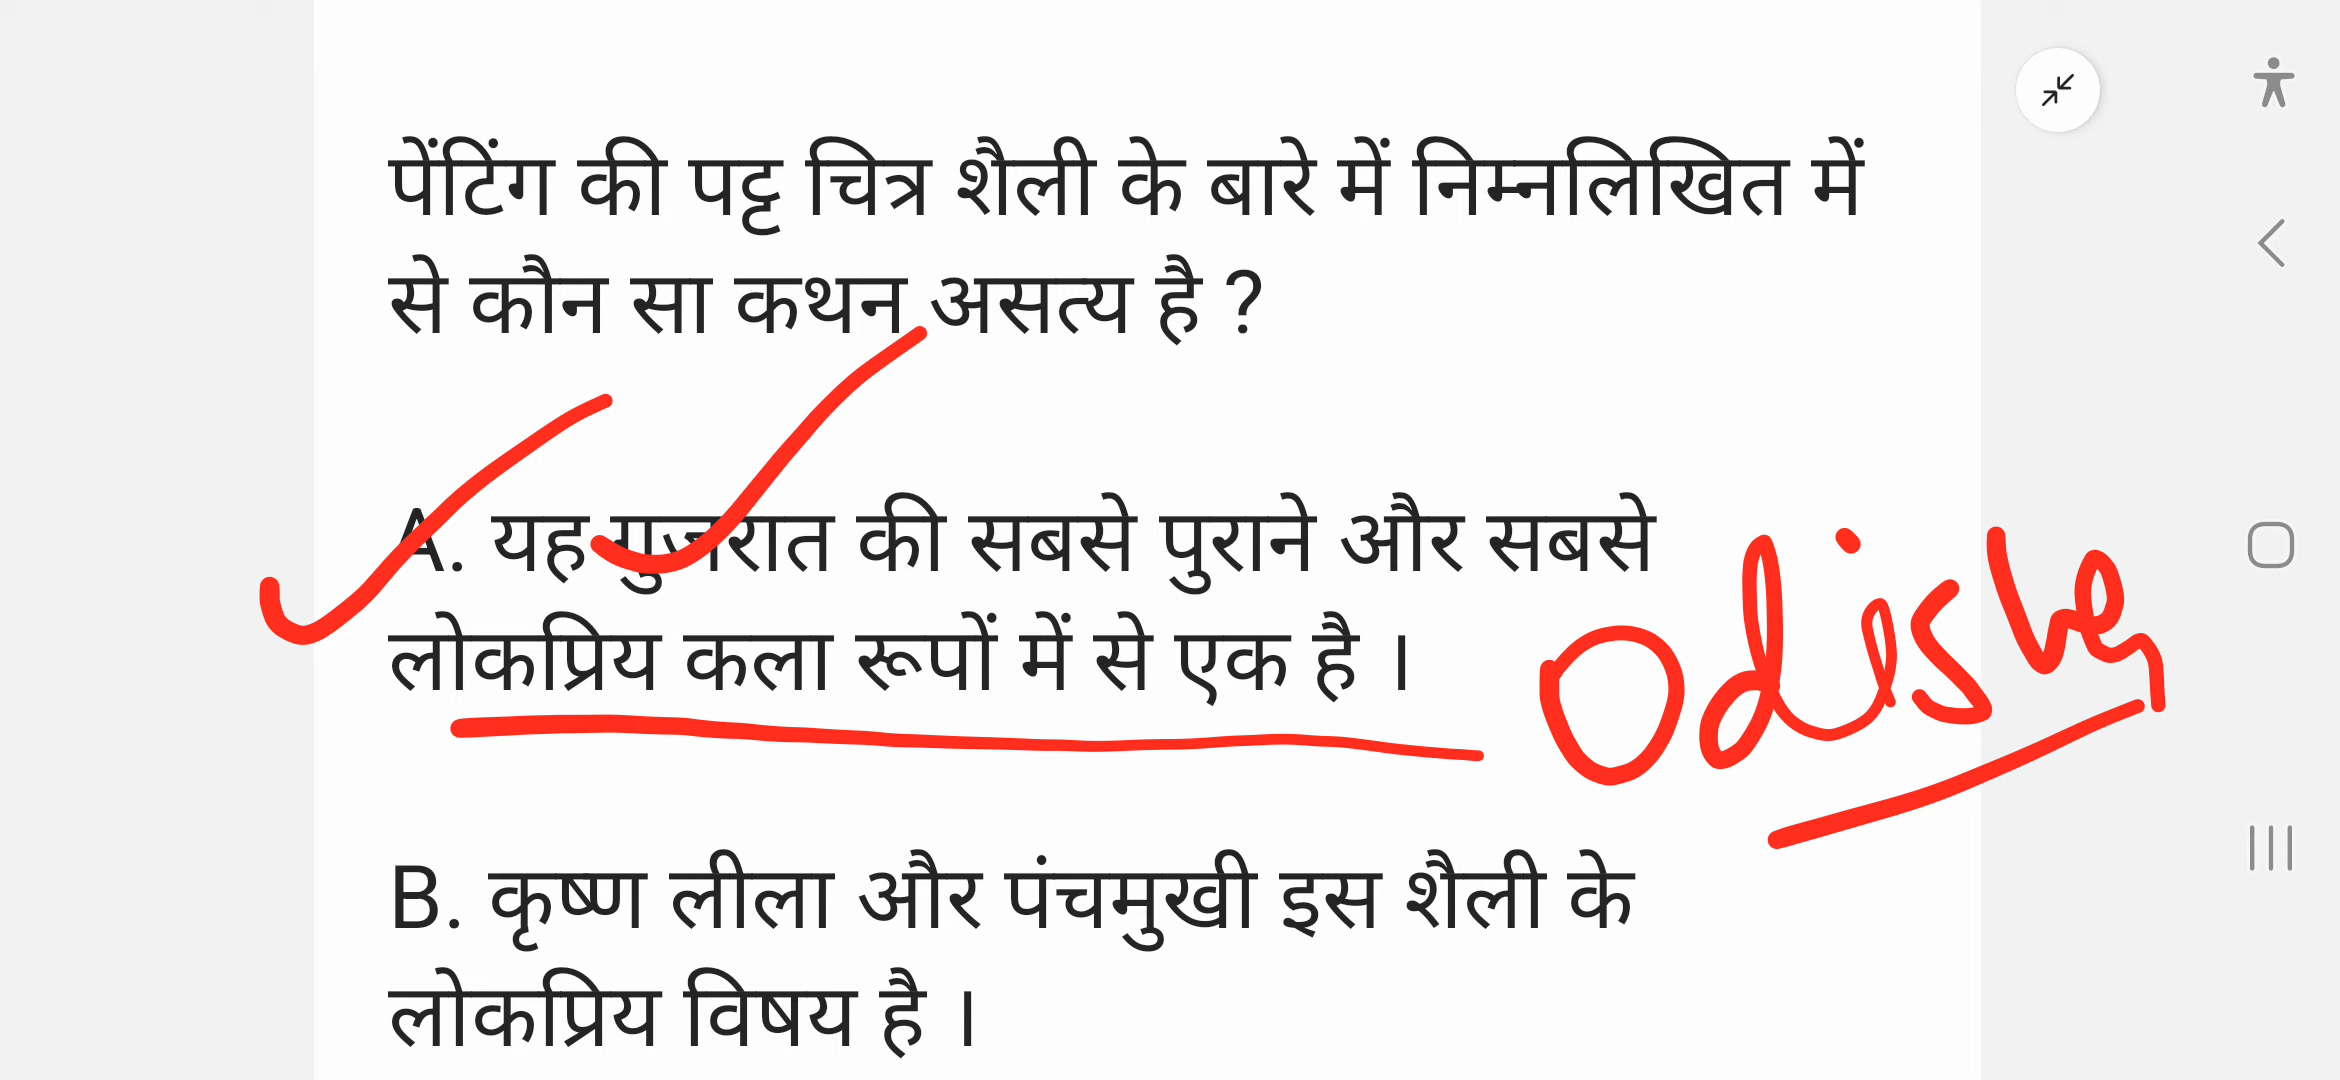 पेंटिंग की पट्ट चित्र शैली के बारे में निम्नलिखित में
से कौन सा कथन असत्य है ?
A. यह गुजरात की सबसे पुराने और सबसे
लोकप्रिय कला रूपों में से एक है ।
Odisha
B. कृष्ण लीला और पंचमुखी इस शैली के
लोकप्रिय विषय है ।